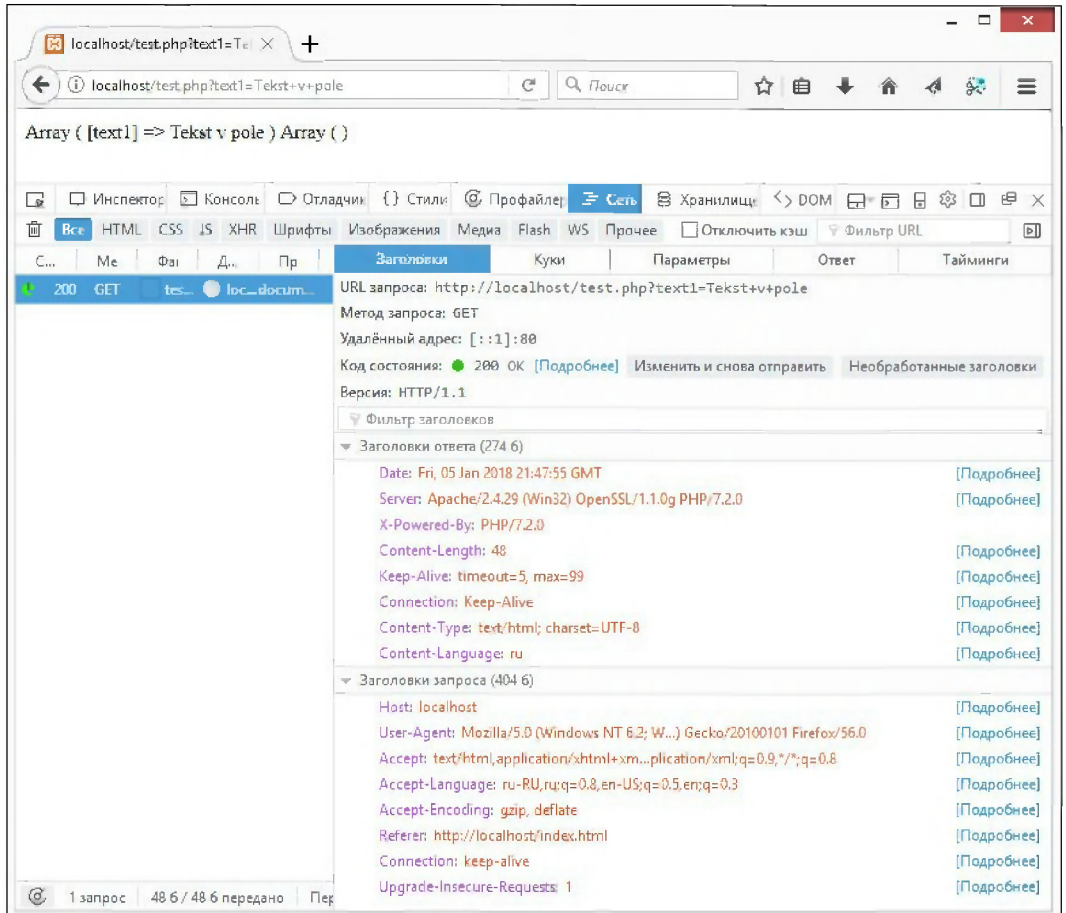 localhost/test.php?text1=Te
localhost/test.php?text1=Tekst+v+pole
Поиск
Array ( [text1] => Tekst v pole ) Array ( )
Инспектор Консоль Отладчик {} Стили Профайлер Сеть Хранилище DOM
Все HTML CSS JS XHR Шрифты Изображения Медиа Flash WS Прочее Отключить кэш Фильтр URL
С... Ме Фаі Д... Пр Заголовки Куки Параметры Ответ Тайминги
200 GET tes... loc... docum...
URL запроса: http://localhost/test.php?text1=Tekst+v+pole
Метод запроса: GET
Удалённый адрес: [::1]:80
Код состояния: 200 OK [Подробнее] Изменить и снова отправить Необработанные заголовки
Версия: HTTP/1.1
Фильтр заголовков
Заголовки ответа (274 б)
Date: Fri, 05 Jan 2018 21:47:55 GMT [Подробнее]
Server: Apache/2.4.29 (Win32) OpenSSL/1.1.0g PHP/7.2.0 [Подробнее]
X-Powered-By: PHP/7.2.0
Content-Length: 48 [Подробнее]
Keep-Alive: timeout=5, max=99 [Подробнее]
Connection: Keep-Alive [Подробнее]
Content-Type: text/html; charset=UTF-8 [Подробнее]
Content-Language: ru [Подробнее]
Заголовки запроса (404 б)
Host: localhost [Подробнее]
User-Agent: Mozilla/5.0 (Windows NT 6.2; W...) Gecko/20100101 Firefox/56.0 [Подробнее]
Accept: text/html,application/xhtml+xm...plication/xml;q=0.9,*/*;q=0.8 [Подробнее]
Accept-Language: ru-RU,ru;q=0.8,en-US;q=0.5,en;q=0.3 [Подробнее]
Accept-Encoding: gzip, deflate [Подробнее]
Referer: http://localhost/index.html [Подробнее]
Connection: keep-alive [Подробнее]
Upgrade-Insecure-Requests: 1 [Подробнее]
1 запрос 48 б / 48 б передано Пер